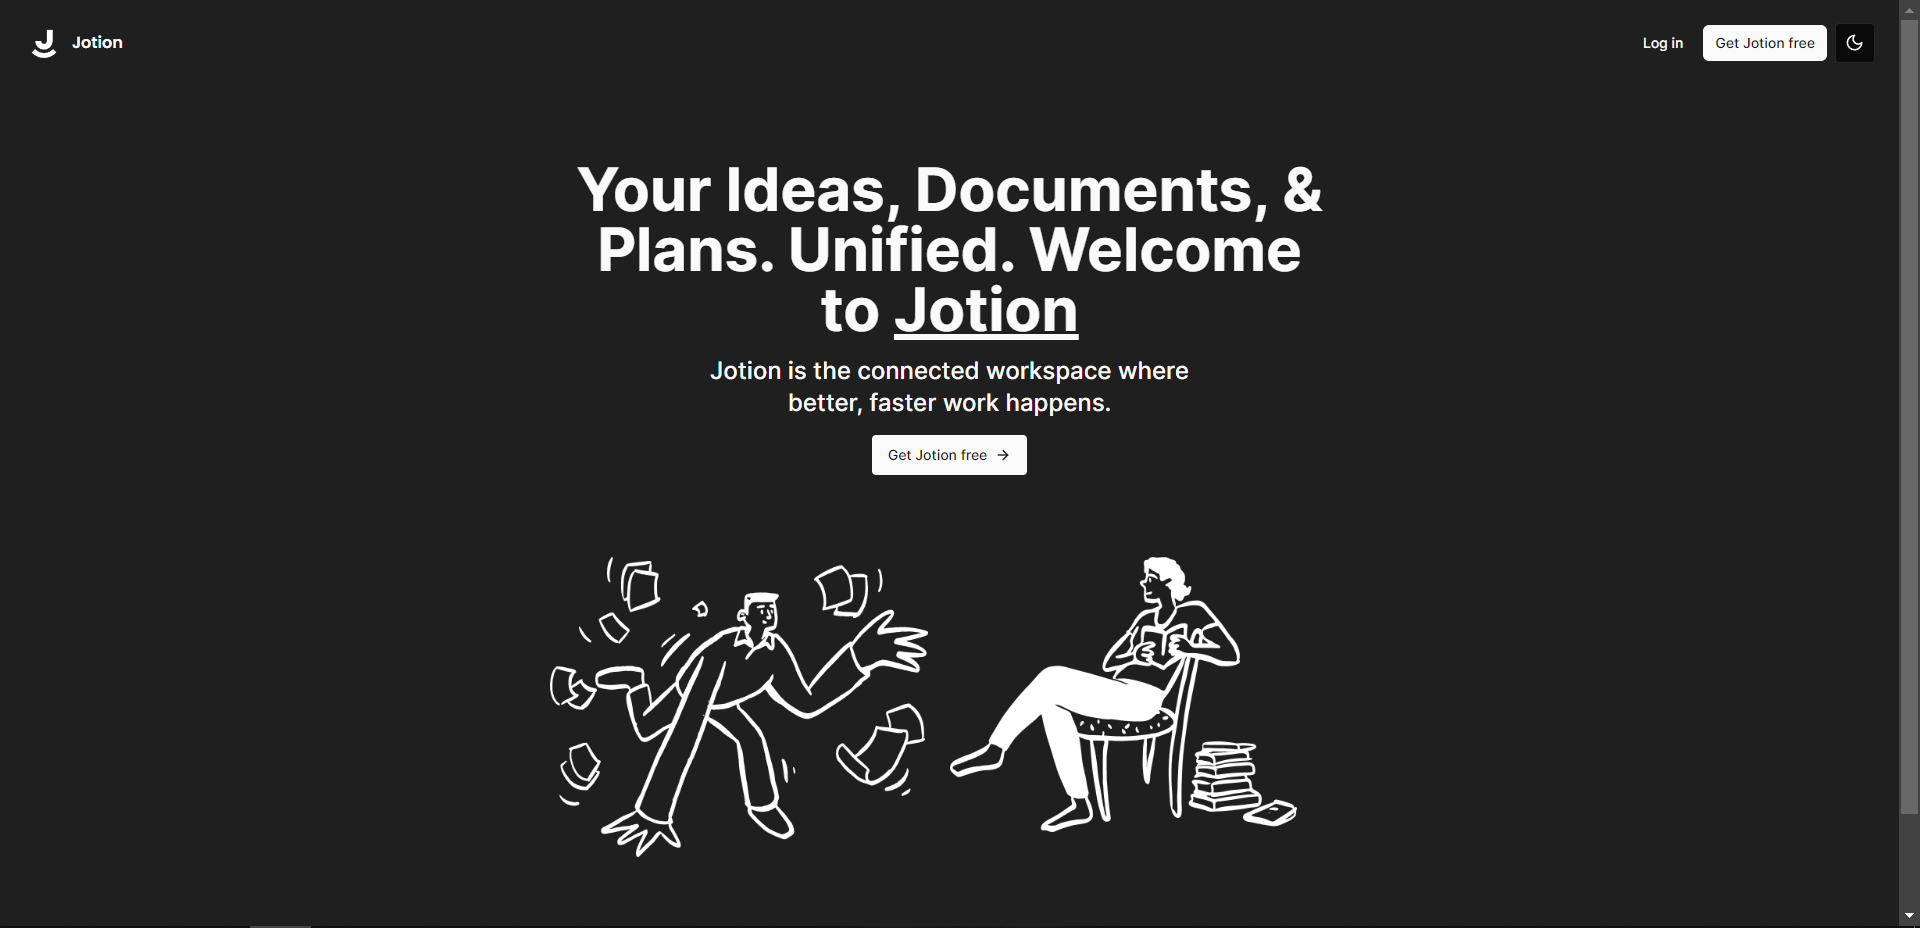 Jotion
Log in
Get Jotion free
Your Ideas, Documents, &
Plans. Unified. Welcome
to Jotion
Jotion is the connected workspace where
better, faster work happens.
Get Jotion free